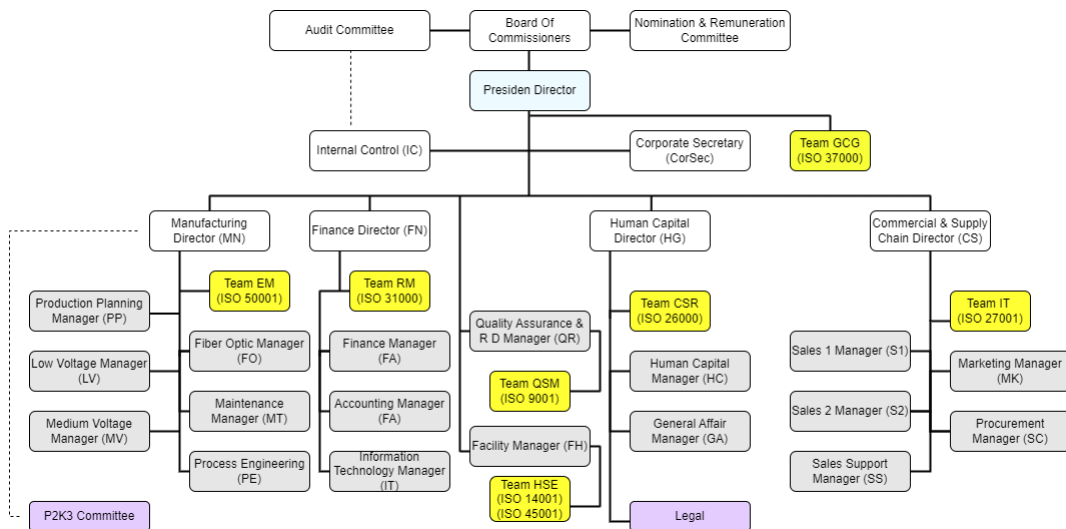 Audit Committee
Board Of
Commissioners
Nomination & Remuneration
Committee
Presiden Director
Internal Control (IC)
Corporate Secretary
(CorSec)
Team GCG
(ISO 37000)
Manufacturing
Director (MN)
Finance Director (FN)
Human Capital
Director (HG)
Commercial & Supply
Chain Director (CS)
Team EM
(ISO 50001)
Team RM
(ISO 31000)
Production Planning
Manager (PP)
Team CSR
(ISO 26000)
Team IT
(ISO 27001)
Quality Assurance &
R D Manager (QR)
Fiber Optic Manager
(FO)
Finance Manager
(FA)
Sales 1 Manager (S1)
Low Voltage Manager
(LV)
Human Capital
Manager (HC)
Marketing Manager
(MK)
Team QSM
(ISO 9001)
Maintenance
Manager (MT)
Accounting Manager
(FA)
Sales 2 Manager (S2)
Medium Voltage
Manager (MV)
General Affair
Manager (GA)
Procurement
Manager (SC)
Facility Manager (FH)
Process Engineering
(PE)
Information
Technology Manager
(IT)
Sales Support
Manager (SS)
Team HSE
(ISO 14001)
(ISO 45001)
P2K3 Committee
Legal